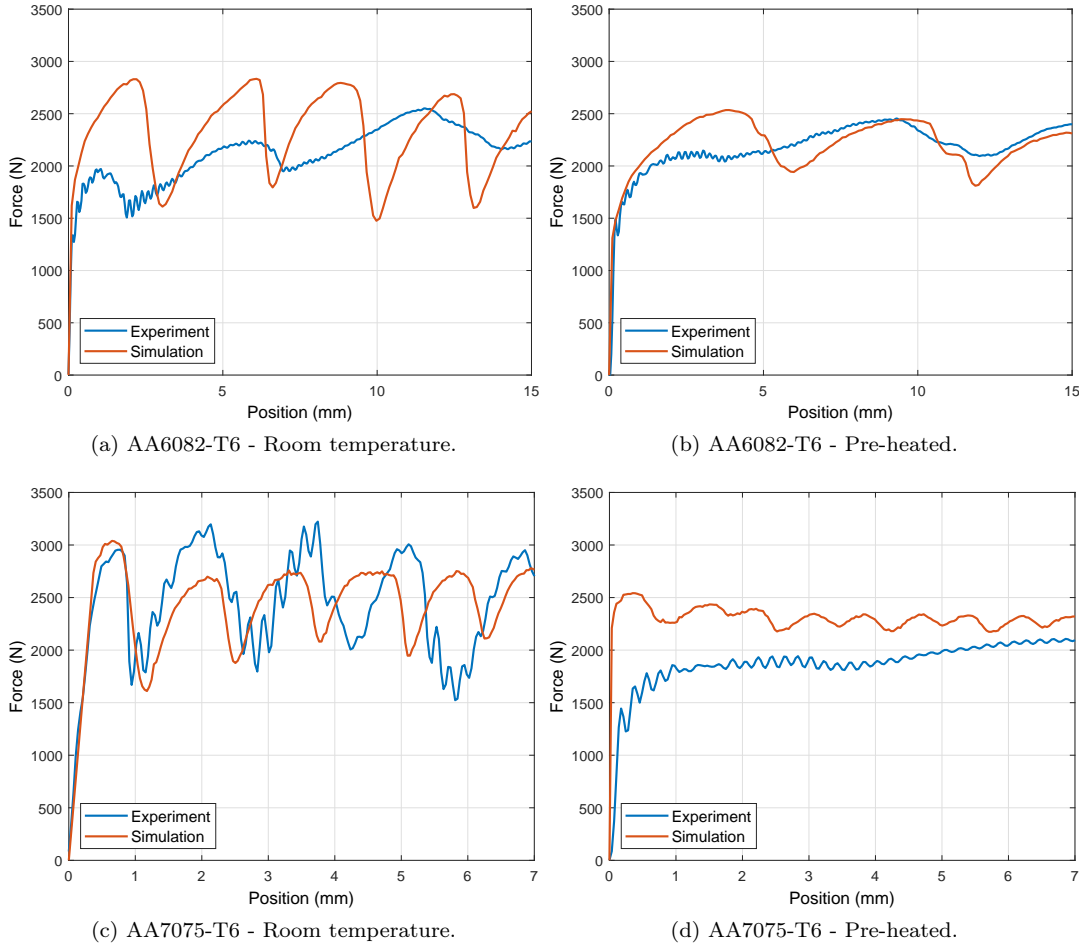 3500
3000
2500
2000
1500
1000
500
0
Force (N)
Experiment
Simulation
0 5 10 15
Position (mm)
(a) AA6082-T6 - Room temperature.
3500
3000
2500
2000
1500
1000
500
0
Force (N)
Experiment
Simulation
0 5 10 15
Position (mm)
(b) AA6082-T6 - Pre-heated.
3500
3000
2500
2000
1500
1000
500
0
Force (N)
Experiment
Simulation
0 1 2 3 4 5 6 7
Position (mm)
(c) AA7075-T6 - Room temperature.
3500
3000
2500
2000
1500
1000
500
0
Force (N)
Experiment
Simulation
0 1 2 3 4 5 6 7
Position (mm)
(d) AA7075-T6 - Pre-heated.